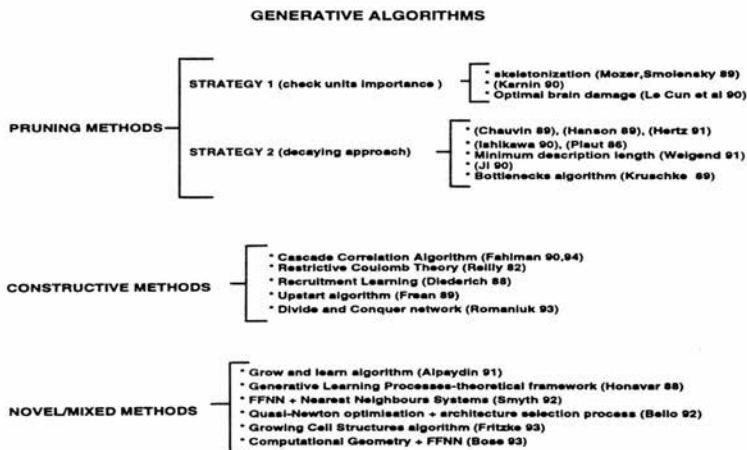 GENERATIVE ALGORITHMS
STRATEGY 1 (check units importance )
* skeletonization (Mozer,Smolensky 89)
* (Karnin 90)
* Optimal brain damage (Le Cun et al 90)
PRUNING METHODS
STRATEGY 2 (decaying approach)
* (Chauvin 89), (Hanson 89), (Hertz 91)
* (Ishikawa 90), (Plaut 86)
* Minimum description length (Weigend 91)
* (Ji 90)
* Bottlenecks algorithm (Kruschke 89)
CONSTRUCTIVE METHODS
* Cascade Correlation Algorithm (Fahlman 90,94)
* Restrictive Coulomb Theory (Reilly 82)
* Recruitment Learning (Diederich 88)
* Upstart algorithm (Frean 89)
* Divide and Conquer network (Romaniuk 93)
NOVEL/MIXED METHODS
* Grow and learn algorithm (Alpaydin 91)
* Generative Learning Processes-theoretical framework (Honavar 88)
* FFNN + Nearest Neighbours Systems (Smyth 92)
* Quasi-Newton optimisation + architecture selection process (Bello 92)
* Growing Cell Structures algorithm (Fritzke 93)
* Computational Geometry + FFNN (Bose 93)